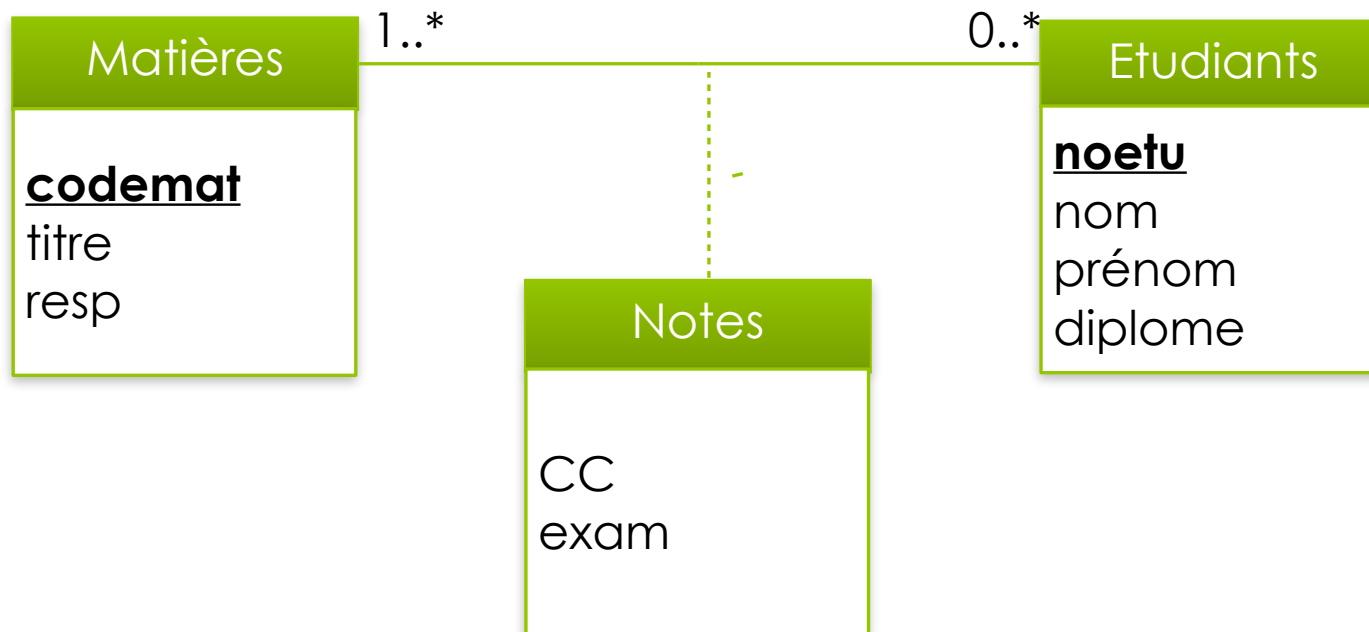 1..*
0..*
Matières
Etudiants
codemat
titre
resp
noetu
nom
prénom
diplome
Notes
CC
exam